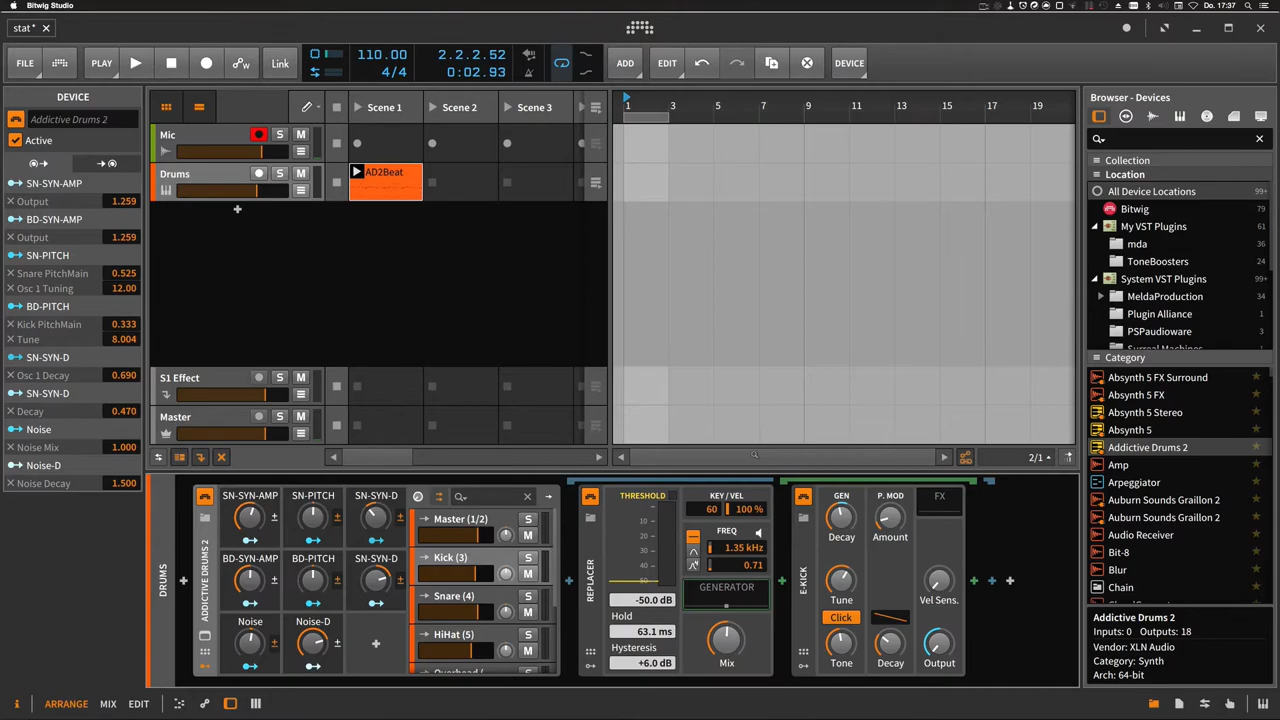 Bitwig Studio
Do. 17:37
stat*
FILE
PLAY
Link
110.00
4/4
2.2.2.52
0:02.93
ADD
EDIT
DEVICE
DEVICE
Addictive Drums 2
Active
SN-SYN-AMP
Output 1.259
BD-SYN-AMP
Output 1.259
SN-PITCH
Snare PitchMain 0.525
Osc 1 Tuning 12.00
BD-PITCH
Kick PitchMain 0.333
Tune 8.004
SN-SYN-D
Osc 1 Decay 0.690
SN-SYN-D
Decay 0.470
Noise
Noise Mix 1.000
Noise-D
Noise Decay 1.500
Scene 1
Scene 2
Scene 3
Mic
S M
Drums
S M
AD2Beat
S1 Effect
S M
Master
S M
1 3 5 7 9 11 13 15 17 19
2/1
Browser - Devices
Collection
Location
All Device Locations 99+
Bitwig 79
My VST Plugins 61
mda 36
ToneBoosters 24
System VST Plugins 99+
MeldaProduction 34
Plugin Alliance 1
PSPaudioware 3
Surreal Machines
Category
Absynth 5 FX Surround
Absynth 5 FX
Absynth 5 Stereo
Absynth 5
Addictive Drums 2
Amp
Arpeggiator
Auburn Sounds Graillon 2
Auburn Sounds Graillon 2
Audio Receiver
Bit-8
Blur
Chain
Addictive Drums 2
Inputs: 0 Outputs: 18
Vendor: XLN Audio
Category: Synth
Arch: 64-bit
DRUMS
ADDICTIVE DRUMS 2
SN-SYN-AMP
SN-PITCH
SN-SYN-D
BD-SYN-AMP
BD-PITCH
SN-SYN-D
Noise
Noise-D
Master (1/2)
S
M
Kick (3)
S
M
Snare (4)
S
M
HiHat (5)
S
M
Overhead (
REPLACER
THRESHOLD
10
20
30
40
-50.0 dB
Hold
63.1 ms
Hysteresis
+6.0 dB
KEY / VEL
60
100 %
FREQ
1.35 kHz
0.71
GENERATOR
Mix
E-KICK
GEN
Decay
P. MOD
Amount
FX
Tune
Vel Sens.
Click
Tone
Decay
Output
ARRANGE
MIX
EDIT